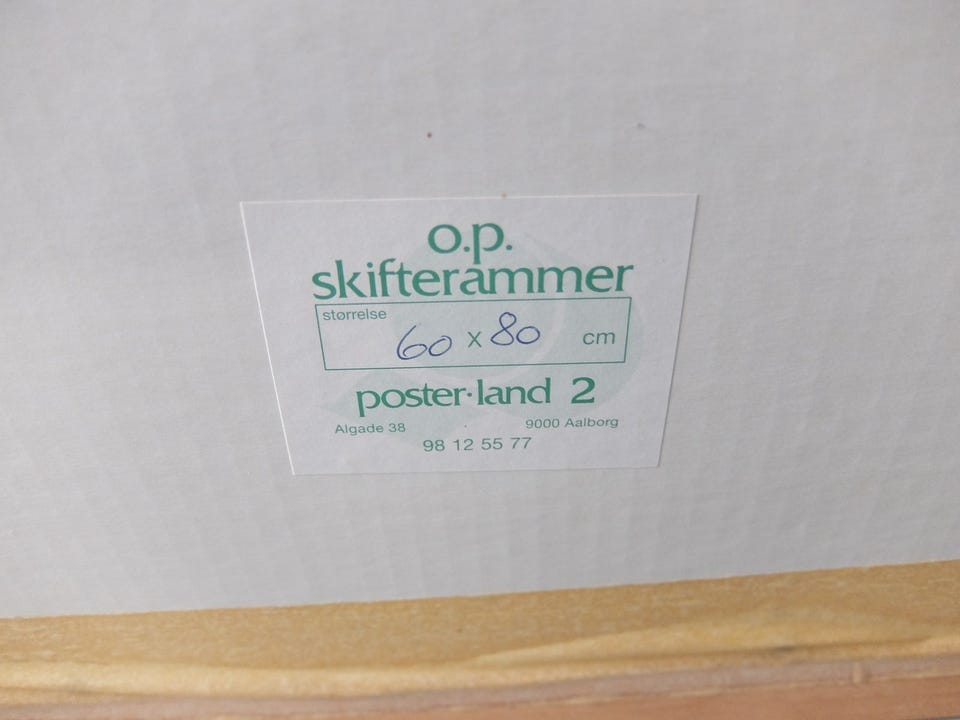 o.p.
skifterammer
størrelse
60 x 80 cm
poster·land 2
Algade 38 9000 Aalborg
98 12 55 77